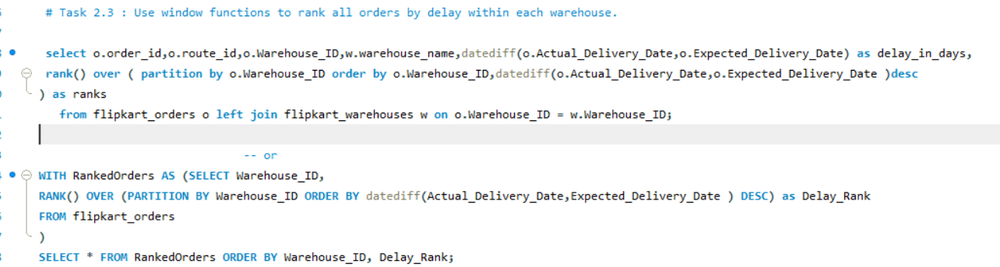 # Task 2.3 : Use window functions to rank all orders by delay within each warehouse.
select o.order_id,o.route_id,o.Warehouse_ID,w.warehouse_name,datediff(o.Actual_Delivery_Date,o.Expected_Delivery_Date) as delay_in_days,
rank() over ( partition by o.Warehouse_ID order by o.Warehouse_ID,datediff(o.Actual_Delivery_Date,o.Expected_Delivery_Date )desc
) as ranks
from flipkart_orders o left join flipkart_warehouses w on o.Warehouse_ID = w.Warehouse_ID;
-- or
WITH RankedOrders AS (SELECT Warehouse_ID,
RANK() OVER (PARTITION BY Warehouse_ID ORDER BY datediff(Actual_Delivery_Date,Expected_Delivery_Date ) DESC) as Delay_Rank
FROM flipkart_orders
)
SELECT * FROM RankedOrders ORDER BY Warehouse_ID, Delay_Rank;